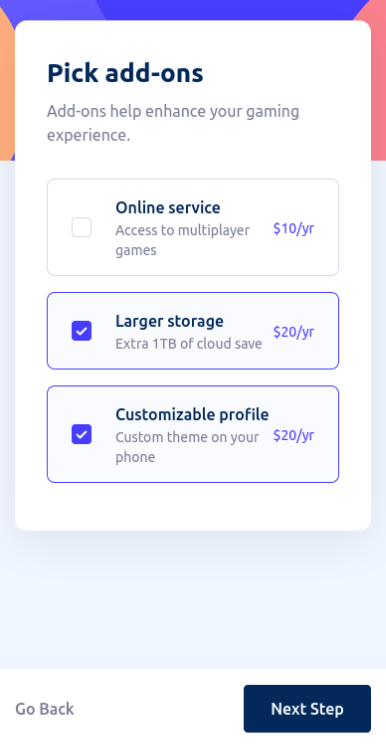 Pick add-ons
Add-ons help enhance your gaming
experience.
Online service
Access to multiplayer
games
$10/yr
Larger storage
Extra 1TB of cloud save
$20/yr
Customizable profile
Custom theme on your
phone
$20/yr
Go Back
Next Step